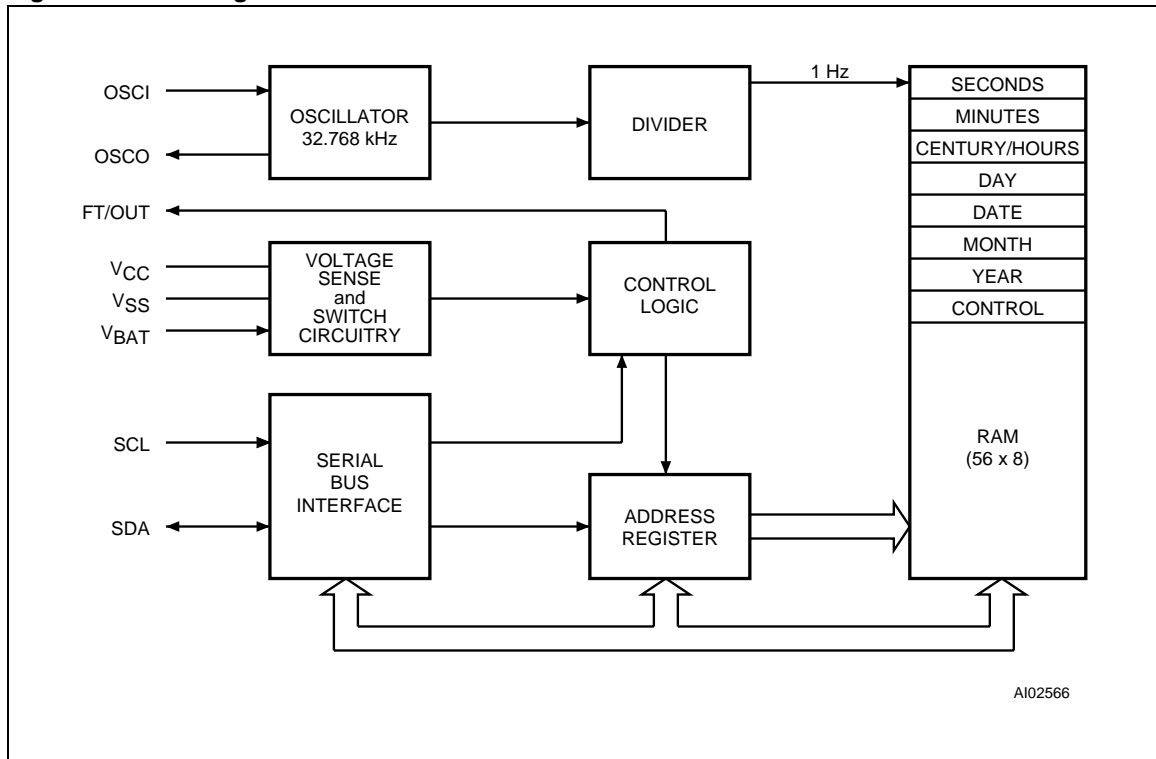 OSCI
OSCO
FT/OUT
VCC
VSS
VBAT
SCL
SDA
OSCILLATOR
32.768 kHz
DIVIDER
1 Hz
VOLTAGE
SENSE
and
SWITCH
CIRCUITRY
CONTROL
LOGIC
SERIAL
BUS
INTERFACE
ADDRESS
REGISTER
SECONDS
MINUTES
CENTURY/HOURS
DAY
DATE
MONTH
YEAR
CONTROL
RAM
(56 x 8)
AI02566